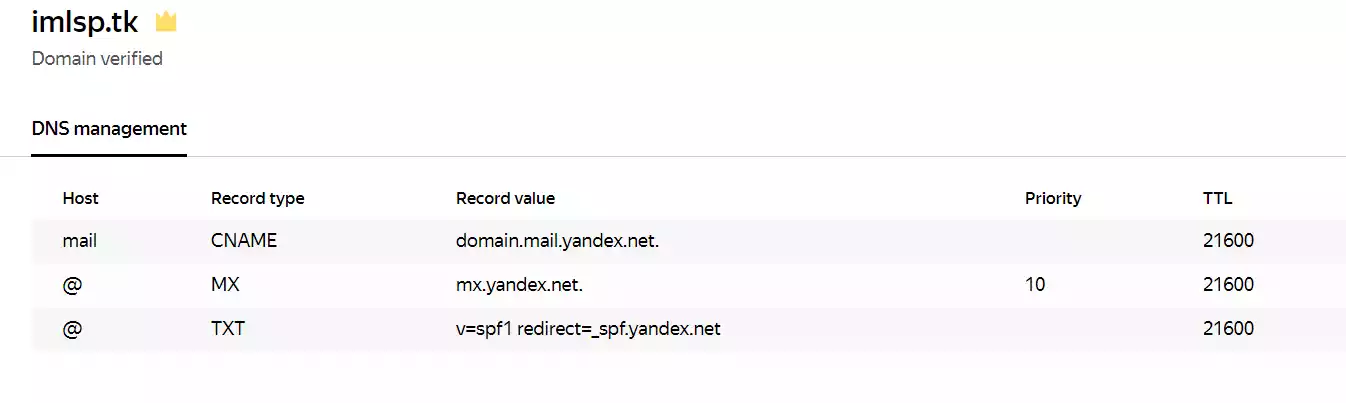 imlsp.tk
Domain verified
DNS management
Host Record type Record value Priority TTL
mail CNAME domain.mail.yandex.net. 21600
@ MX mx.yandex.net. 10 21600
@ TXT v=spf1 redirect=_spf.yandex.net 21600